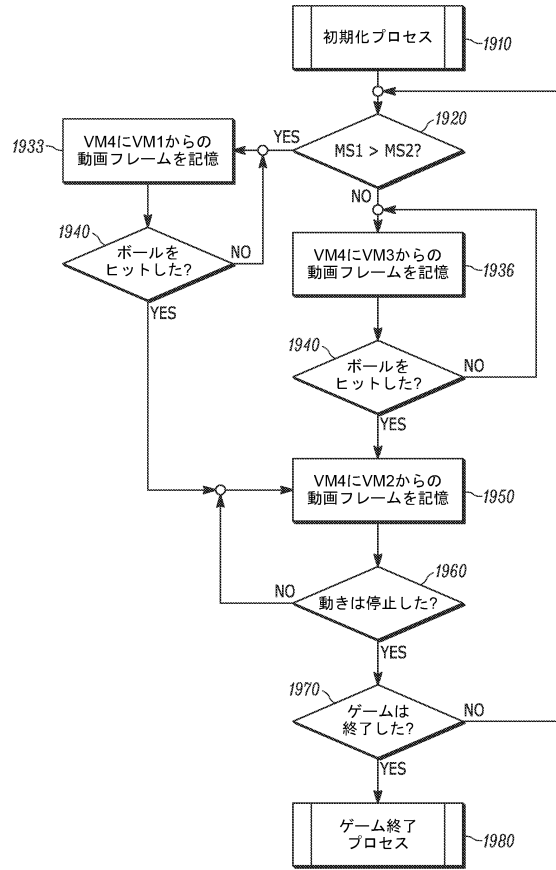 初期化プロセス
1910
1920
MS1 > MS2?
YES
NO
1933
VM4にVM1からの
動画フレームを記憶
1940
ボールを
ヒットした?
NO
YES
VM4にVM3からの
動画フレームを記憶
1936
1940
ボールを
ヒットした?
NO
YES
VM4にVM2からの
動画フレームを記憶
1950
1960
動きは停止した?
NO
YES
1970
ゲームは
終了した?
NO
YES
ゲーム終了
プロセス
1980